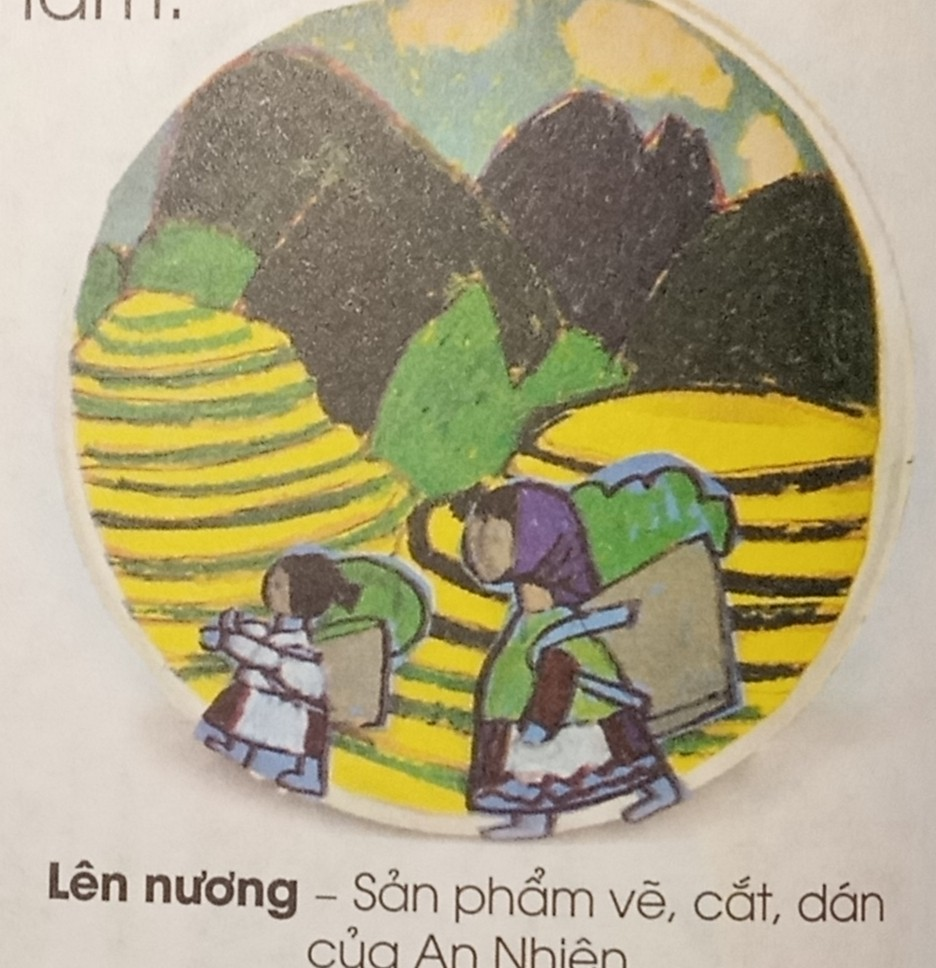 Lên nương – Sản phẩm vẽ, cắt, dán
của An Nhiên